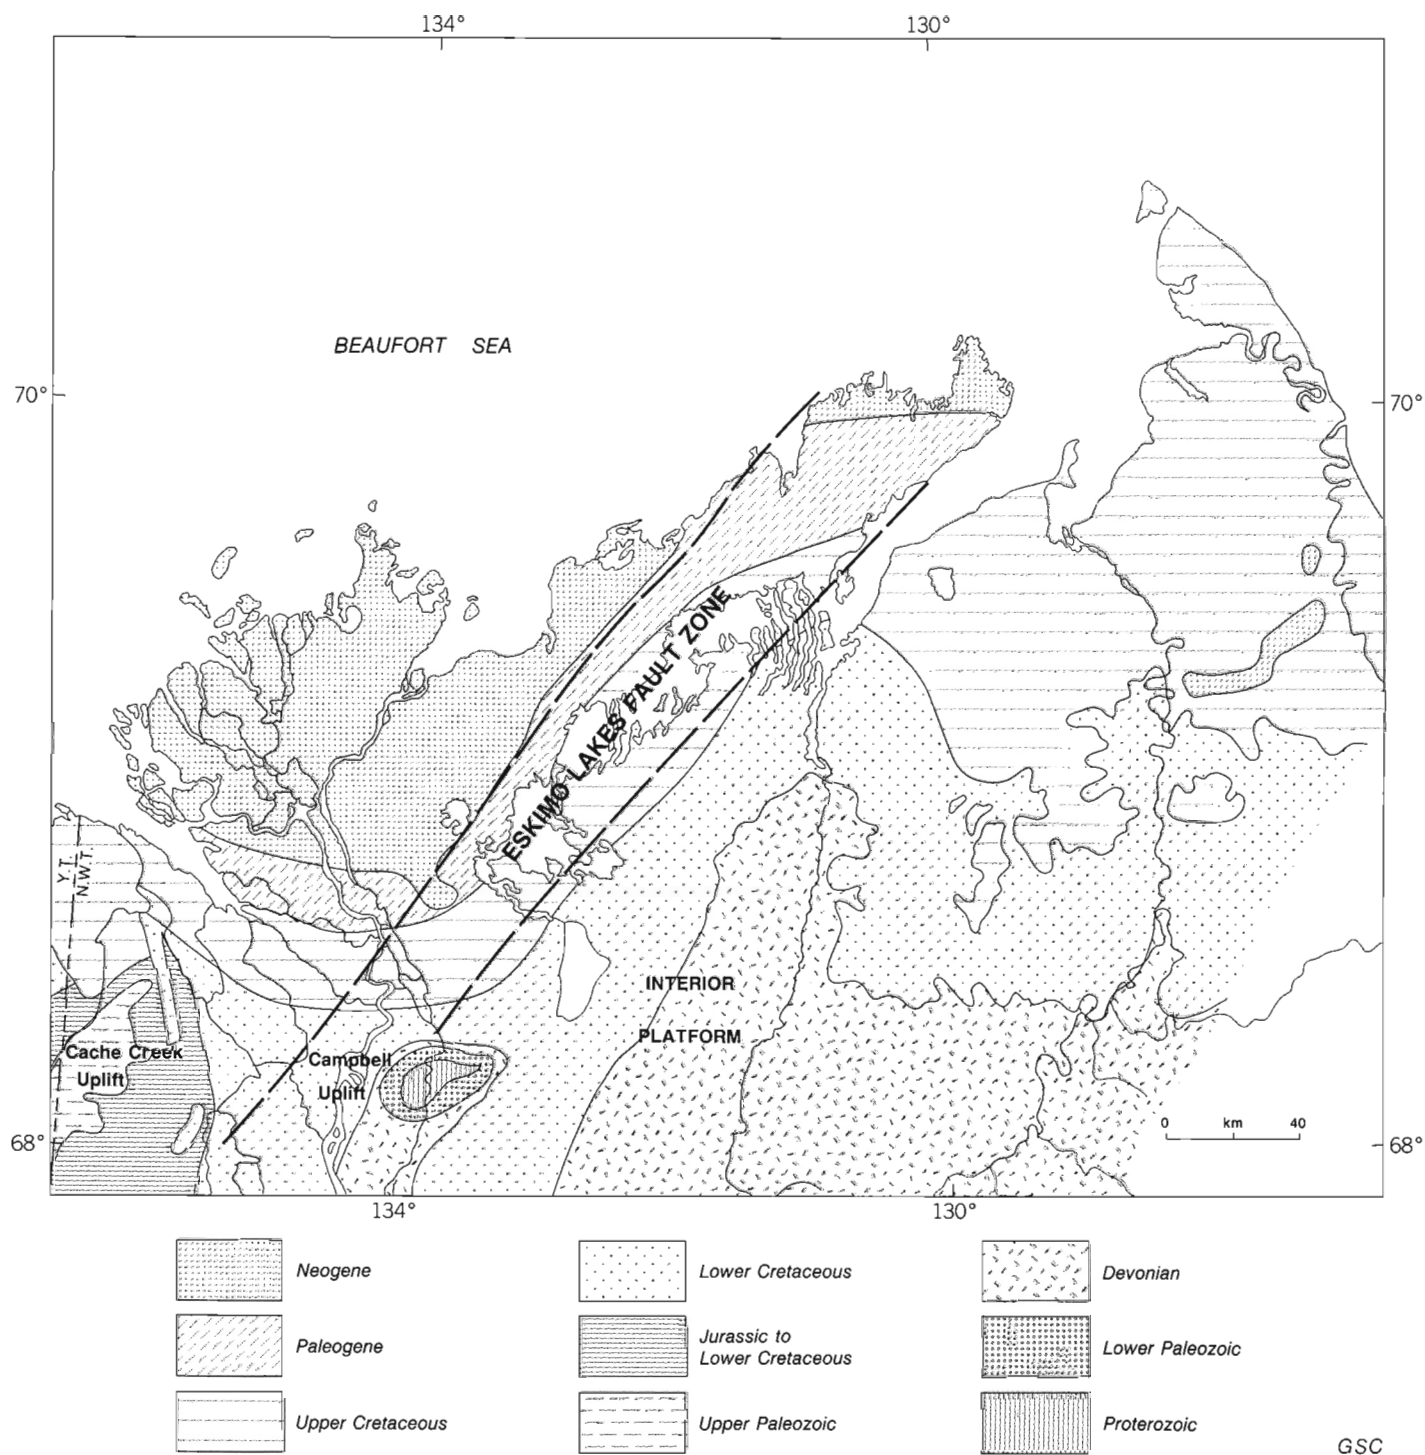 134° 130°
BEAUFORT SEA
70° 70°
ESKIMO LAKES FAULT ZONE
Y.T.
N.W.T.
INTERIOR
PLATFORM
Cache Creek
Uplift
Campbell
Uplift
0 km 40
68° 68°
134° 130°
Neogene
Lower Cretaceous
Devonian
Paleogene
Jurassic to
Lower Cretaceous
Lower Paleozoic
Upper Cretaceous
Upper Paleozoic
Proterozoic
GSC